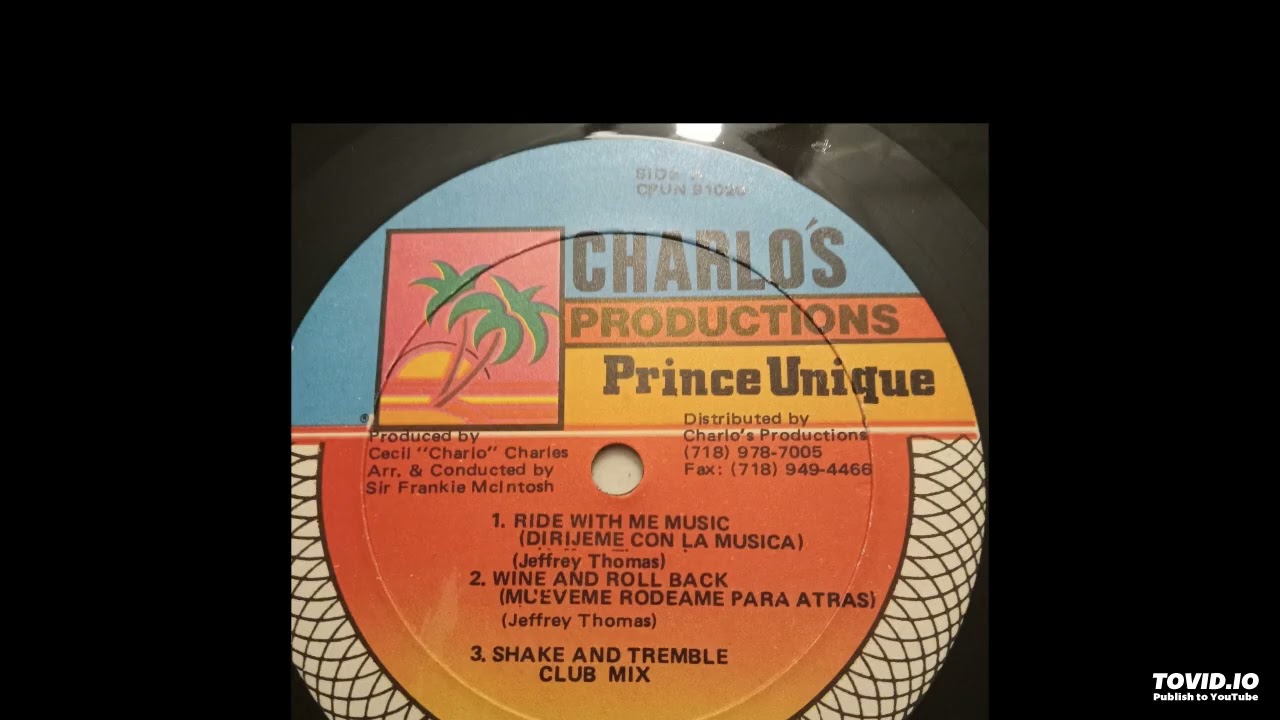 SIDE A
CPUN 9102
CHARLO'S
PRODUCTIONS
Prince Unique
®
Produced by
Cecil "Charlo" Charles
Arr. & Conducted by
Sir Frankie McIntosh
Distributed by
Charlo's Productions
(718) 978-7005
Fax: (718) 949-4466
1. RIDE WITH ME MUSIC
(DIRIJEME CON LA MUSICA)
(Jeffrey Thomas)
2. WINE AND ROLL BACK
(MUEVEME RODEAME PARA ATRAS)
(Jeffrey Thomas)
3. SHAKE AND TREMBLE
CLUB MIX
TOVID.IO
Publish to YouTube